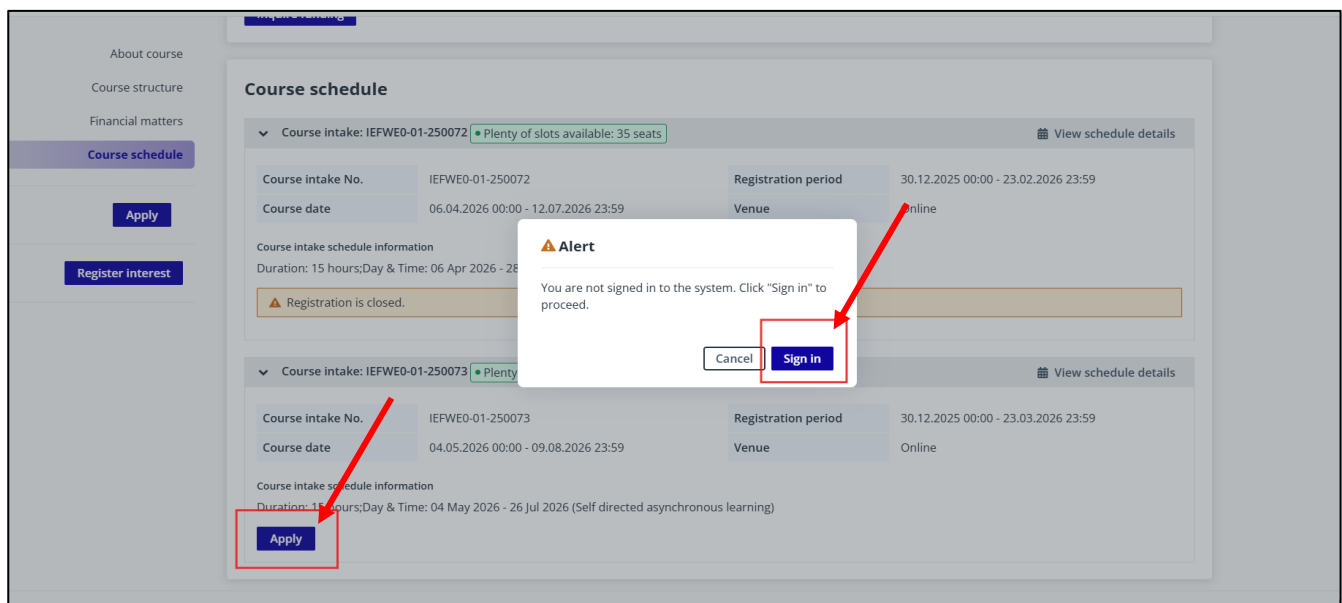 Inquire funding
About course
Course structure
Financial matters
Course schedule
Apply
Register interest
Course schedule
Course intake: IEFWE0-01-250072 Plenty of slots available: 35 seats View schedule details
Course intake No. IEFWE0-01-250072 Registration period 30.12.2025 00:00 - 23.02.2026 23:59
Course date 06.04.2026 00:00 - 12.07.2026 23:59 Venue Online
Course intake schedule information
Duration: 15 hours;Day & Time: 06 Apr 2026 - 28
Registration is closed.
Alert
You are not signed in to the system. Click "Sign in" to
proceed.
Cancel Sign in
Course intake: IEFWE0-01-250073 Plenty View schedule details
Course intake No. IEFWE0-01-250073 Registration period 30.12.2025 00:00 - 23.03.2026 23:59
Course date 04.05.2026 00:00 - 09.08.2026 23:59 Venue Online
Course intake schedule information
Duration: 15 hours;Day & Time: 04 May 2026 - 26 Jul 2026 (Self directed asynchronous learning)
Apply